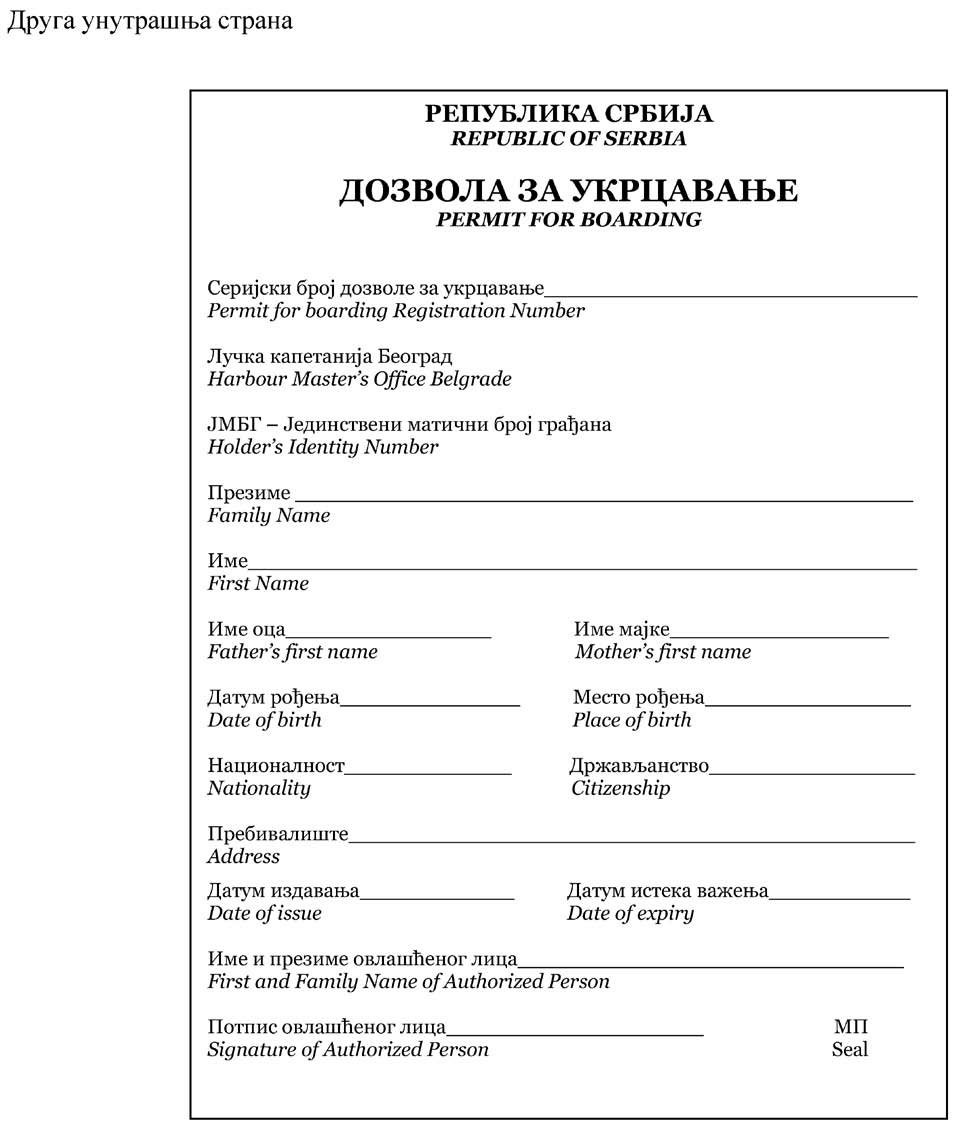 Друга унутрашња страна
РЕПУБЛИКА СРБИЈА
REPUBLIC OF SERBIA
ДОЗВОЛА ЗА УКРЦАВАЊЕ
PERMIT FOR BOARDING
Серијски број дозволе за укрцавање
Permit for boarding Registration Number
Лучка капетанија Београд
Harbour Master's Office Belgrade
ЈМБГ – Јединствени матични број грађана
Holder's Identity Number
Презиме
Family Name
Име
First Name
Име оца Име мајке
Father's first name Mother's first name
Датум рођења Место рођења
Date of birth Place of birth
Националност Држављанство
Nationality Citizenship
Пребивалиште
Address
Датум издавања Датум истека важења
Date of issue Date of expiry
Име и презиме овлашћеног лица
First and Family Name of Authorized Person
Потпис овлашћеног лица МП
Signature of Authorized Person Seal